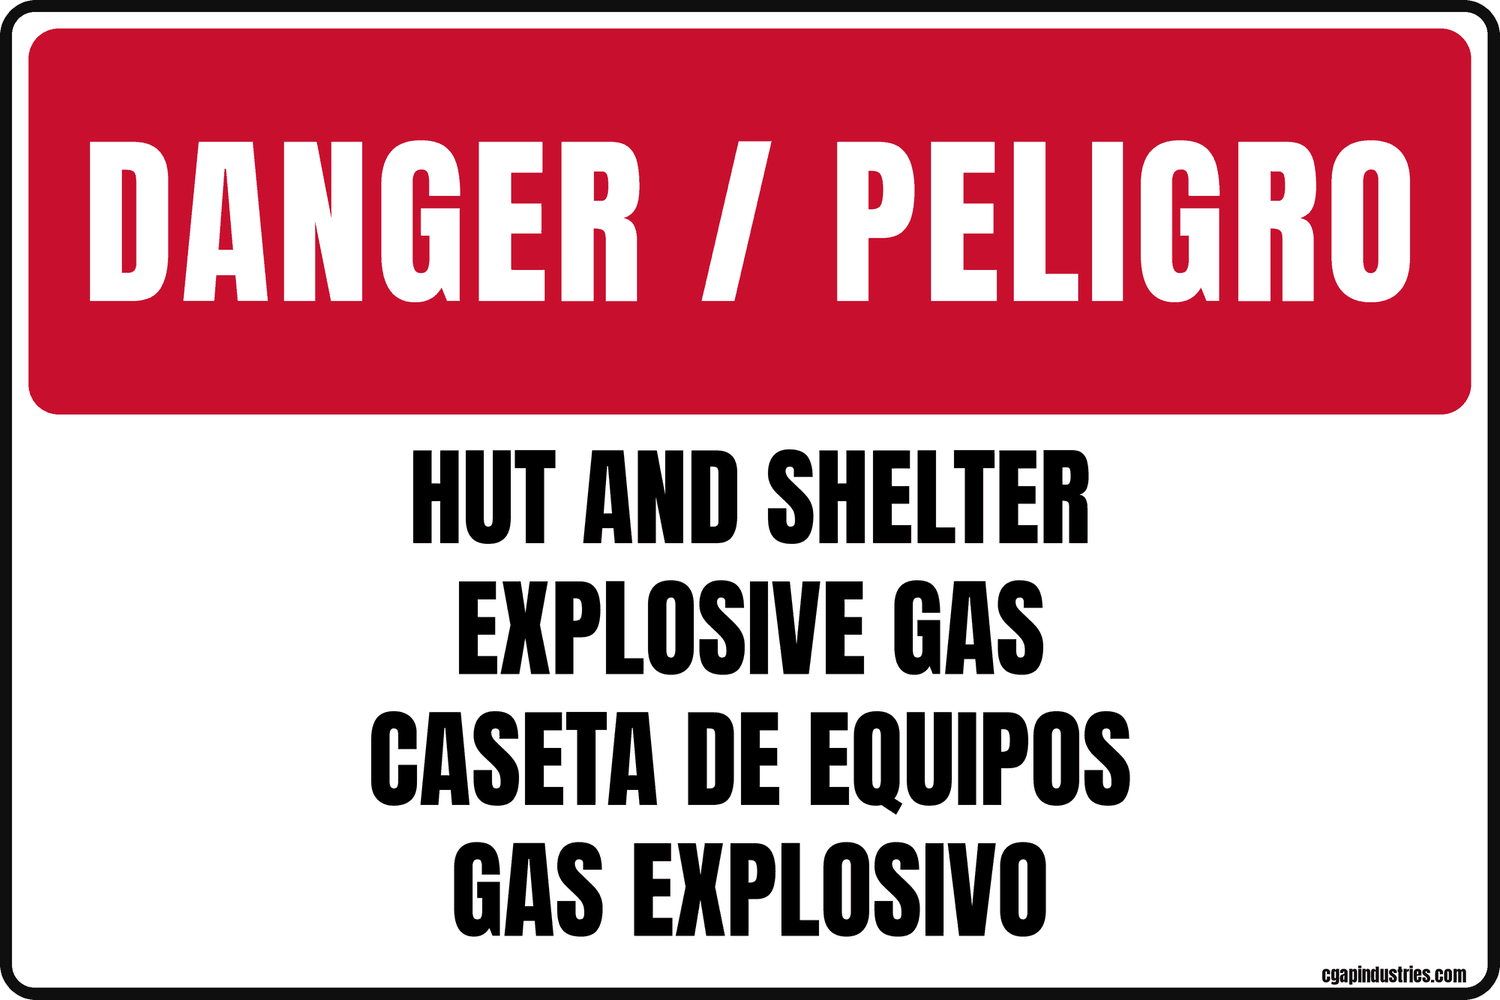 DANGER / PELIGRO
HUT AND SHELTER
EXPLOSIVE GAS
CASETA DE EQUIPOS
GAS EXPLOSIVO
cgapindustries.com